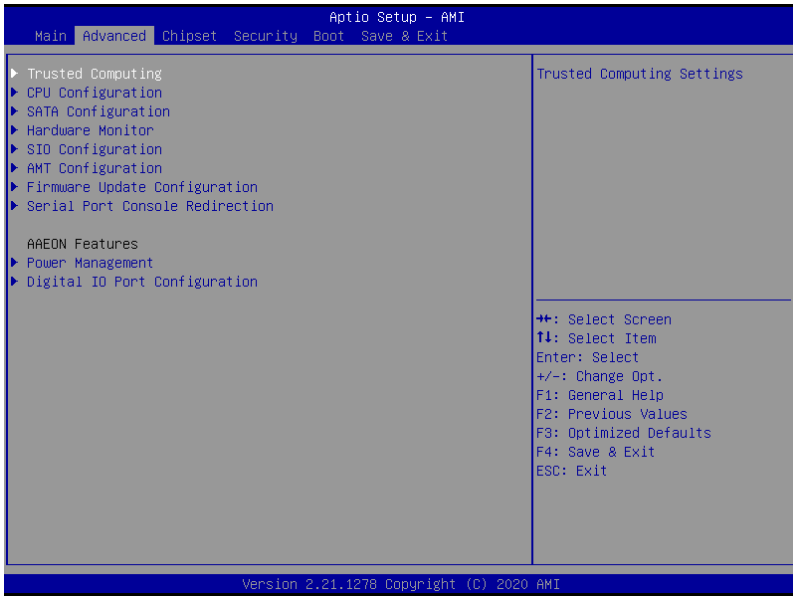 Aptio Setup – AMI
Main Advanced Chipset Security Boot Save & Exit
Trusted Computing
CPU Configuration
SATA Configuration
Hardware Monitor
SIO Configuration
AMT Configuration
Firmware Update Configuration
Serial Port Console Redirection
AAEON Features
Power Management
Digital IO Port Configuration
Trusted Computing Settings
→←: Select Screen
↑↓: Select Item
Enter: Select
+/-: Change Opt.
F1: General Help
F2: Previous Values
F3: Optimized Defaults
F4: Save & Exit
ESC: Exit
Version 2.21.1278 Copyright (C) 2020 AMI